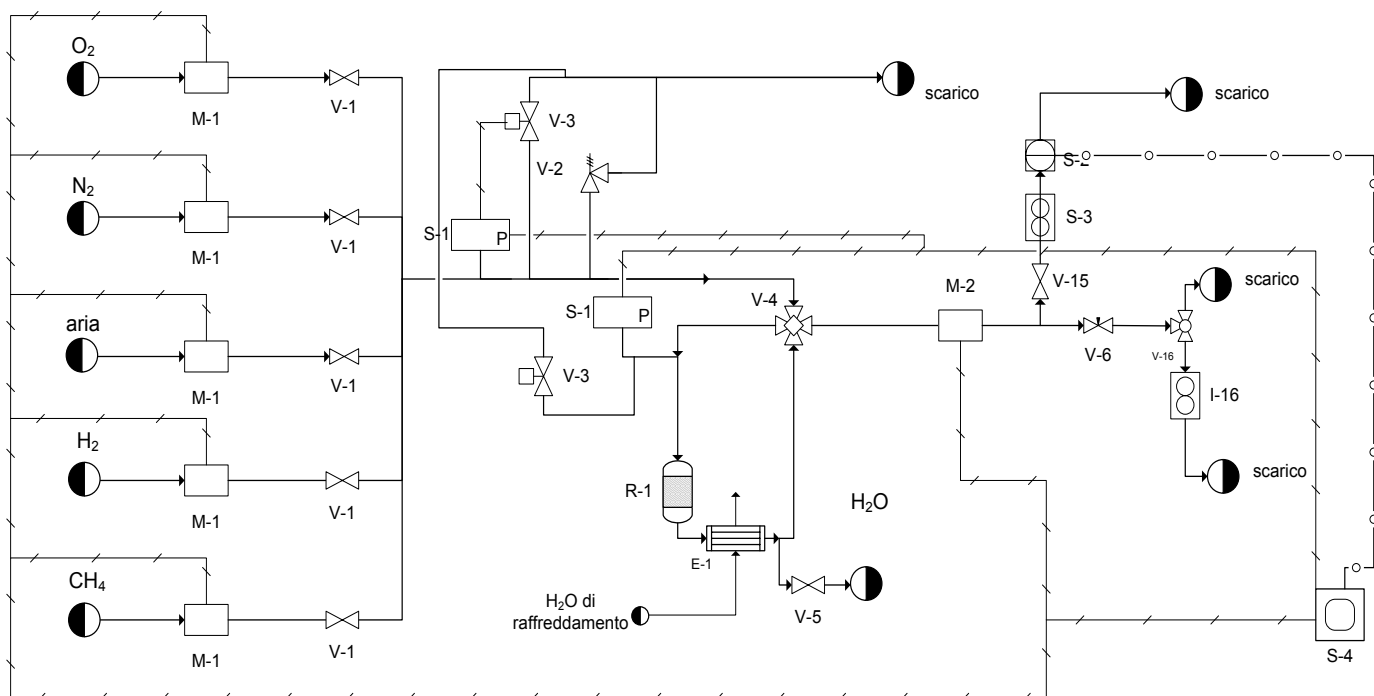 O₂
M-1
V-1
N₂
M-1
V-1
aria
M-1
V-1
H₂
M-1
V-1
CH₄
M-1
V-1
scarico
V-3
V-2
S-1
P
S-1
P
V-3
V-4
M-2
R-1
E-1
H₂O
H₂O di
raffreddamento
V-5
scarico
S-2
S-3
V-15
V-6
scarico
V-16
I-16
scarico
S-4